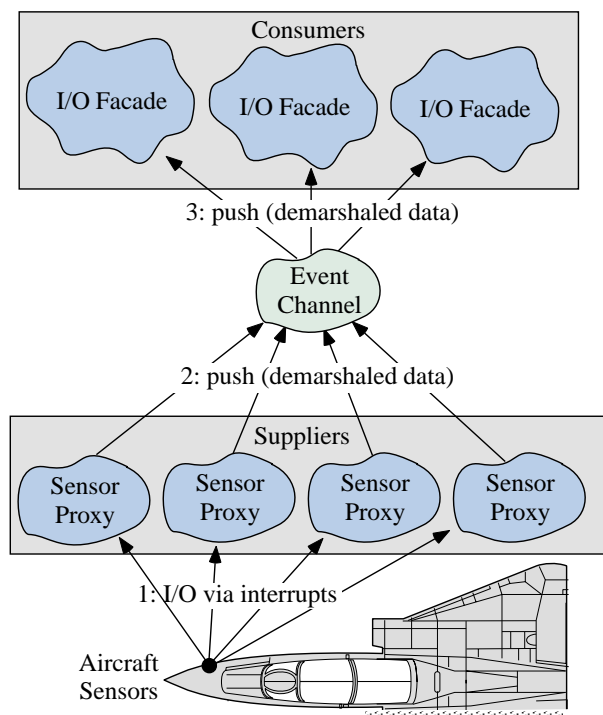 Consumers
I/O Facade
I/O Facade
I/O Facade
3: push (demarshaled data)
Event
Channel
2: push (demarshaled data)
Suppliers
Sensor
Proxy
Sensor
Proxy
Sensor
Proxy
Sensor
Proxy
1: I/O via interrupts
Aircraft
Sensors